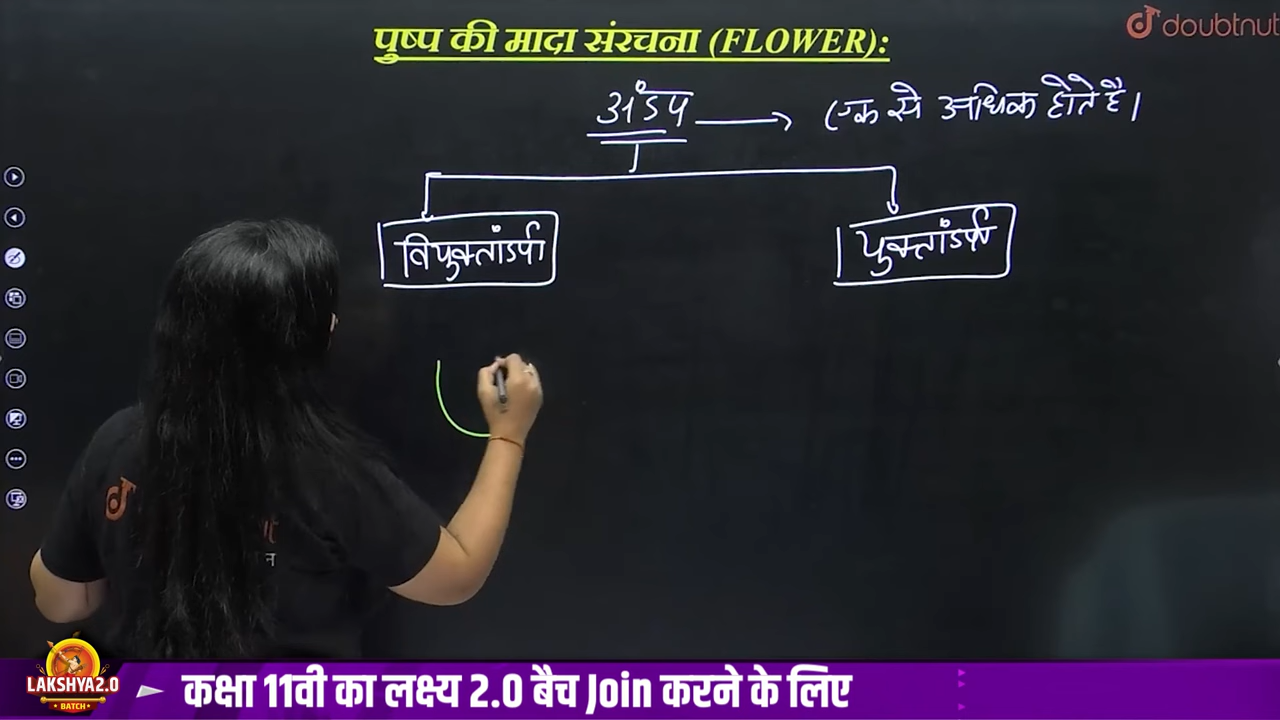 doubtnut
पुष्प की मादा संरचना (FLOWER):
अंडप → एक से अधिक होते है।
वियुक्तांडपी
युक्तांडपी
LAKSHYA2.0
BATCH
कक्षा 11वी का लक्ष्य 2.0 बैच Join करने के लिए